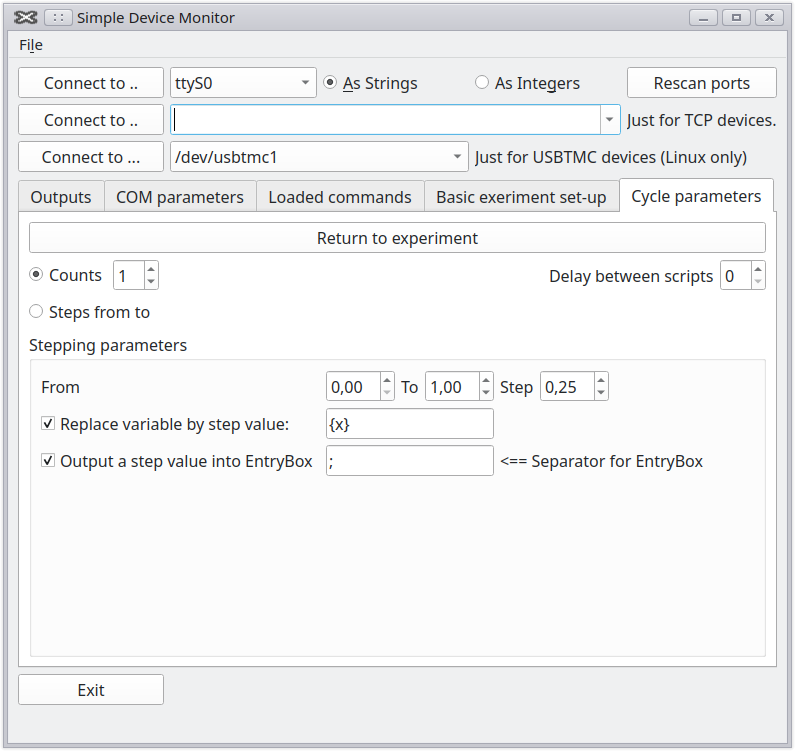 Simple Device Monitor
File
Connect to .. ttyS0 As Strings As Integers Rescan ports
Connect to .. Just for TCP devices.
Connect to ... /dev/usbtmc1 Just for USBTMC devices (Linux only)
Outputs COM parameters Loaded commands Basic exeriment set-up Cycle parameters
Return to experiment
Counts 1 Delay between scripts 0
Steps from to
Stepping parameters
From 0,00 To 1,00 Step 0,25
Replace variable by step value: {x}
Output a step value into EntryBox ; <== Separator for EntryBox
Exit